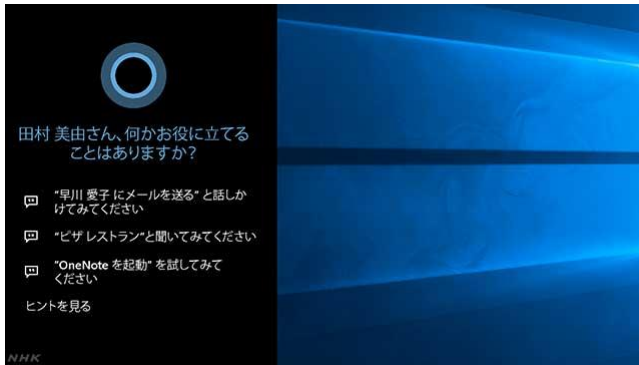 田村 美由さん、何かお役に立てる
ことはありますか?
"早川 愛子 にメールを送る" と話しか
けてみてください
"ピザ レストラン"と聞いてみてください
"OneNote を起動" を試してみて
ください
ヒントを見る
NHK